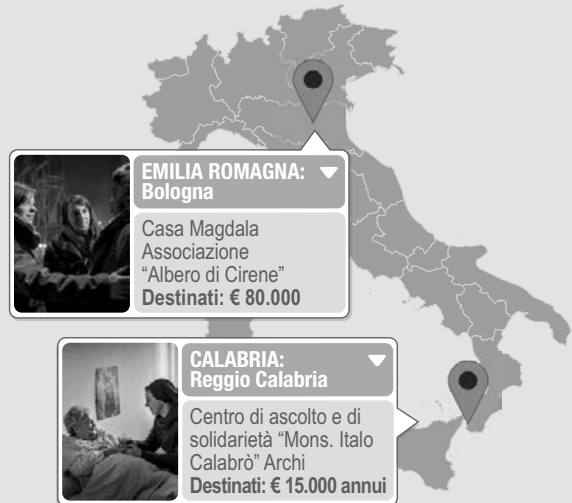 EMILIA ROMAGNA:
Bologna
Casa Magdala
Associazione
“Albero di Cirene”
Destinati: € 80.000
CALABRIA:
Reggio Calabria
Centro di ascolto e di
solidarietà “Mons. Italo
Calabrò” Archi
Destinati: € 15.000 annui